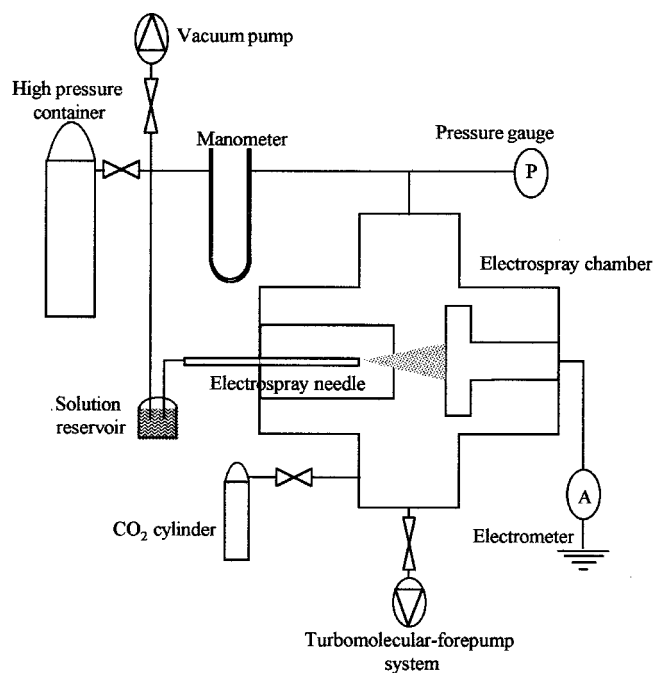 Vacuum pump
High pressure
container
Manometer
Pressure gauge
P
Electrospray chamber
Electrospray needle
Solution
reservoir
CO₂ cylinder
A
Electrometer
Turbomolecular-forepump
system